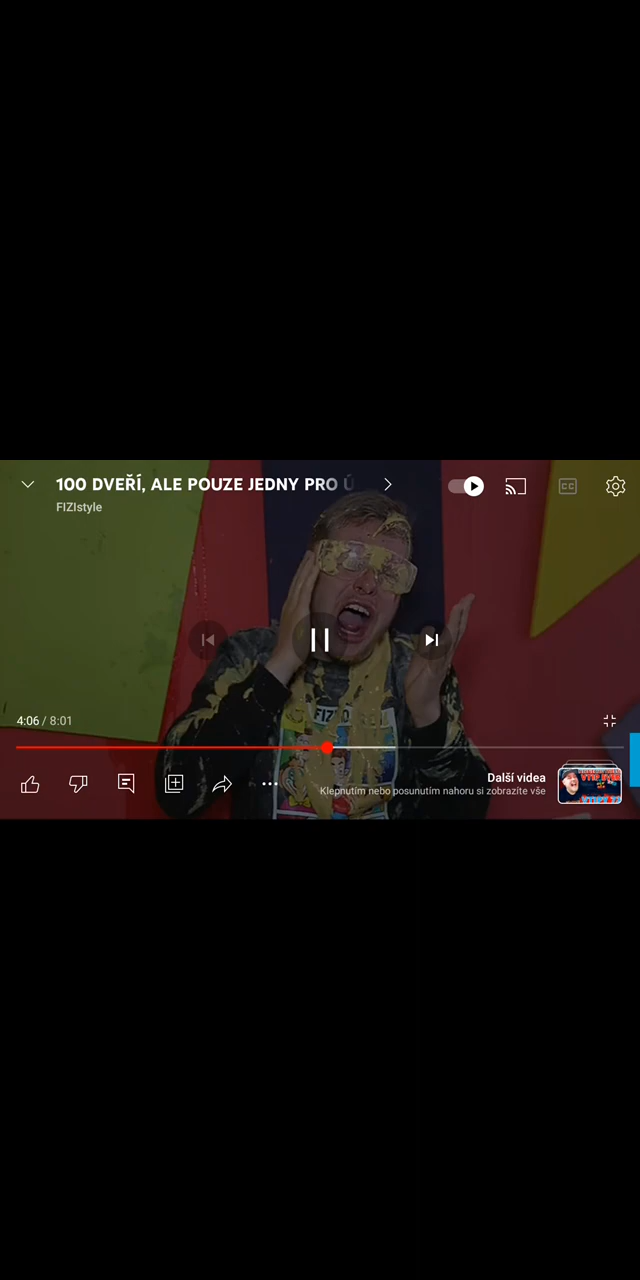 100 DVEŘÍ, ALE POUZE JEDNY PRO Ú
FIZIstyle
CC
4:06 / 8:01
Další videa
Klepnutím nebo posunutím nahoru si zobrazíte vše